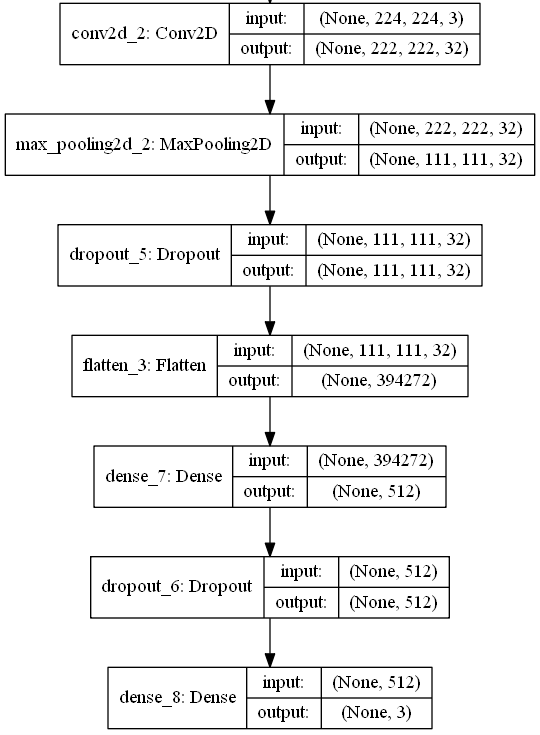 conv2d_2: Conv2D
input: (None, 224, 224, 3)
output: (None, 222, 222, 32)
max_pooling2d_2: MaxPooling2D
input: (None, 222, 222, 32)
output: (None, 111, 111, 32)
dropout_5: Dropout
input: (None, 111, 111, 32)
output: (None, 111, 111, 32)
flatten_3: Flatten
input: (None, 111, 111, 32)
output: (None, 394272)
dense_7: Dense
input: (None, 394272)
output: (None, 512)
dropout_6: Dropout
input: (None, 512)
output: (None, 512)
dense_8: Dense
input: (None, 512)
output: (None, 3)